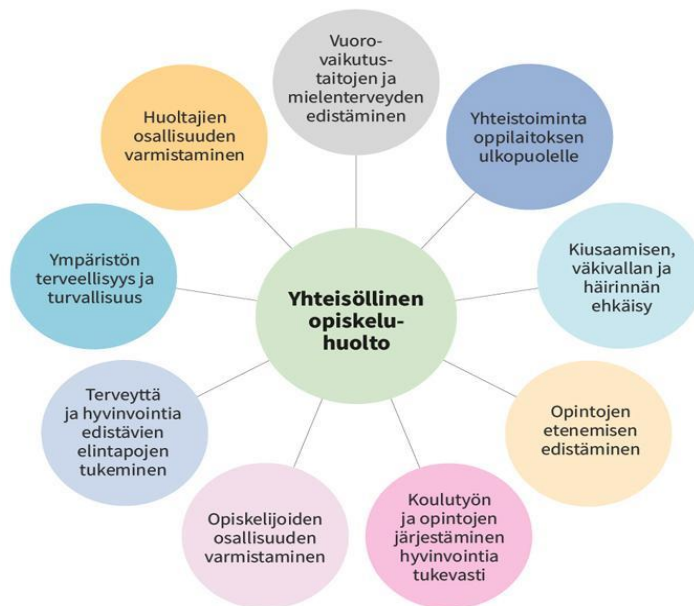 Vuoro-
vaikutus-
taitojen ja
mielenterveyden
edistäminen
Yhteistoiminta
oppilaitoksen
ulkopuolelle
Kiusaamisen,
väkivallan ja
häirinnän
ehkäisy
Opintojen
etenemisen
edistäminen
Koulutyön
ja opintojen
järjestäminen
hyvinvointia
tukevasti
Opiskelijoiden
osallisuuden
varmistaminen
Terveyttä
ja hyvinvointia
edistävien
elintapojen
tukeminen
Ympäristön
terveellisyys ja
turvallisuus
Huoltajien
osallisuuden
varmistaminen
Yhteisöllinen
opiskelu-
huolto